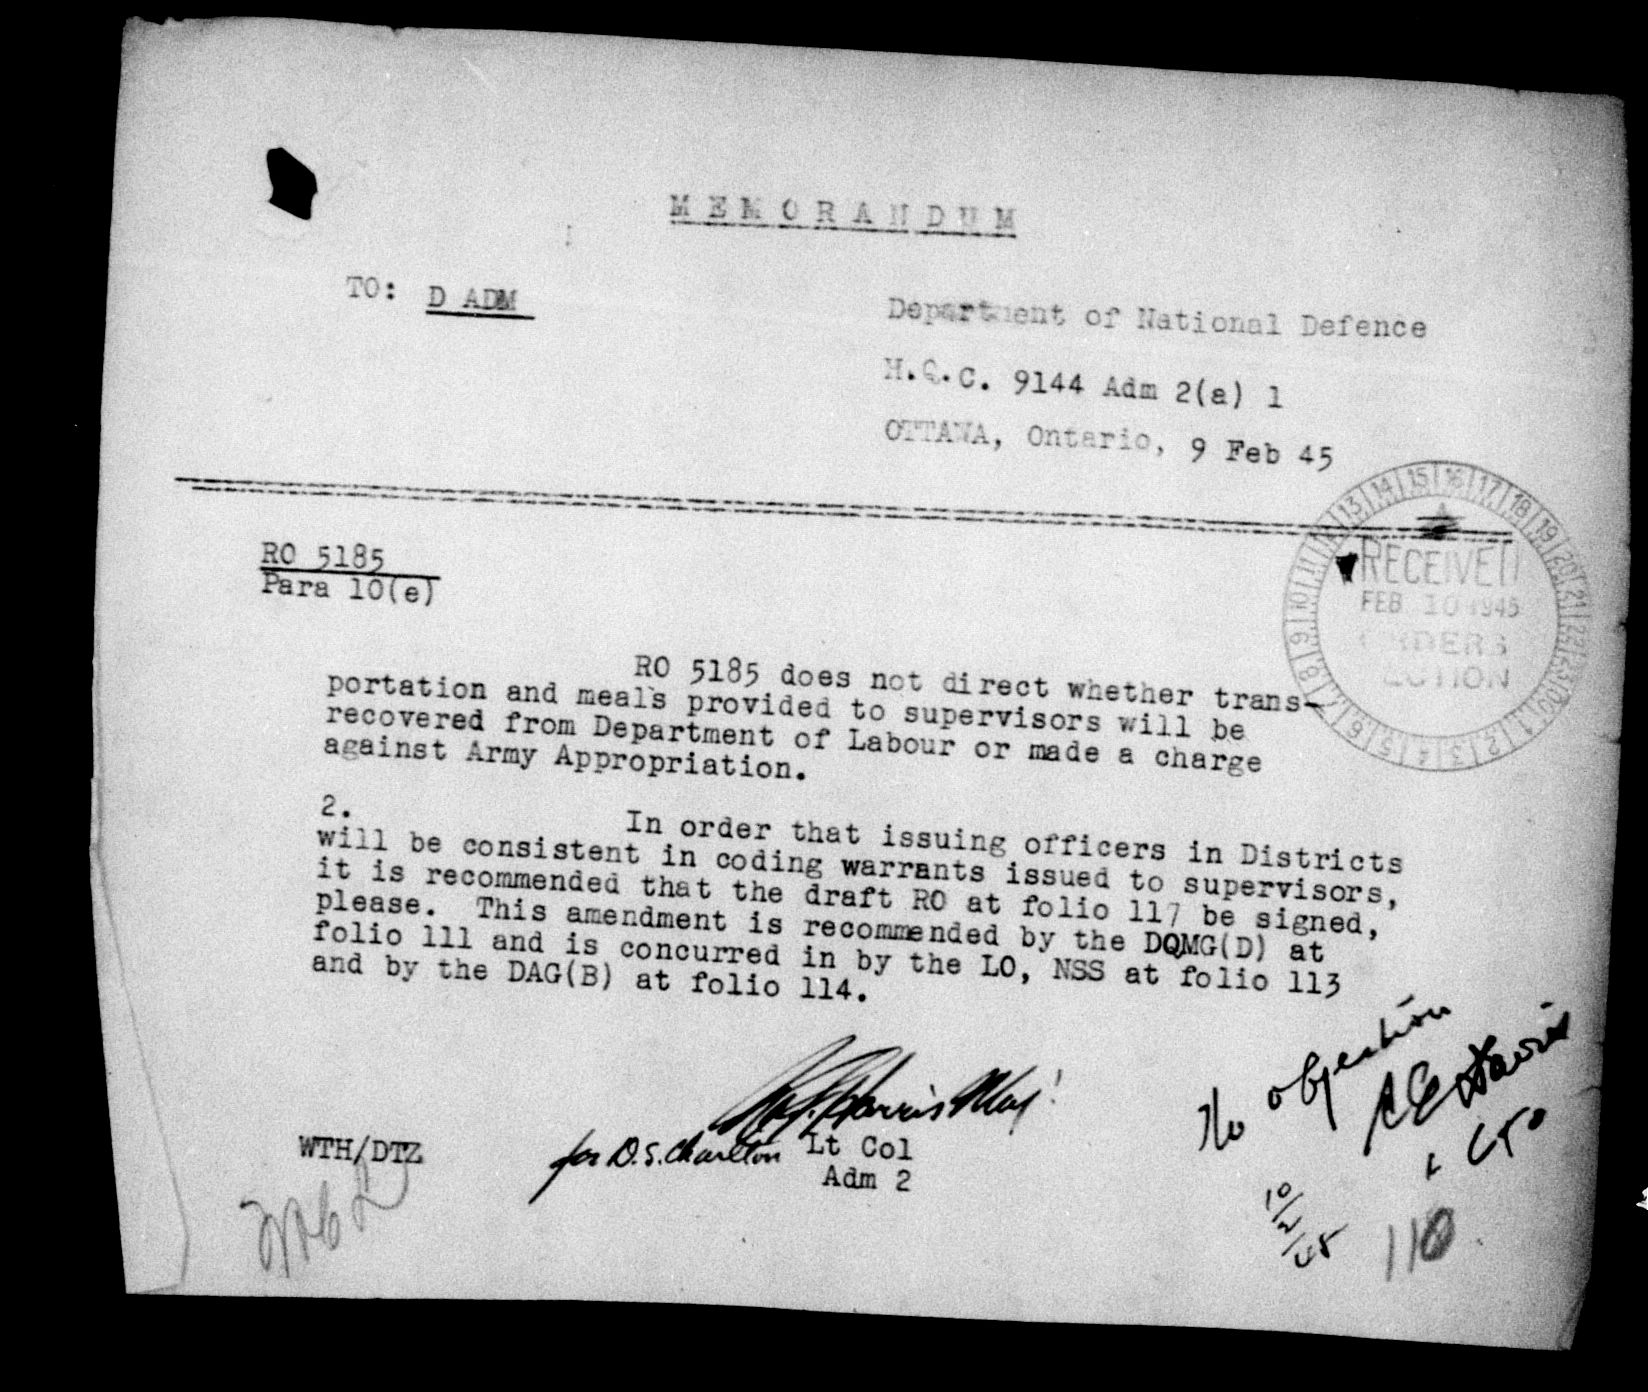 MEMORANDUM
TO: D ADM
Department of National Defence
H.Q.C. 9144 Adm 2(a) 1
OTTAWA, Ontario, 9 Feb 45
RO 5185
Para 10(e)
RECEIVED
FEB 10 1945
RO 5185 does not direct whether trans-
portation and meals provided to supervisors will be
recovered from Department of Labour or made a charge
against Army Appropriation.
2. In order that issuing officers in Districts
will be consistent in coding warrants issued to supervisors,
it is recommended that the draft RO at folio 117 be signed,
please. This amendment is recommended by the DQMG(D) at
folio 111 and is concurred in by the LO, NSS at folio 113
and by the DAG(B) at folio 114.
Harris Maj
for D.S. Charlton Lt Col
Adm 2
WTH/DTZ
No objection
10/2/45